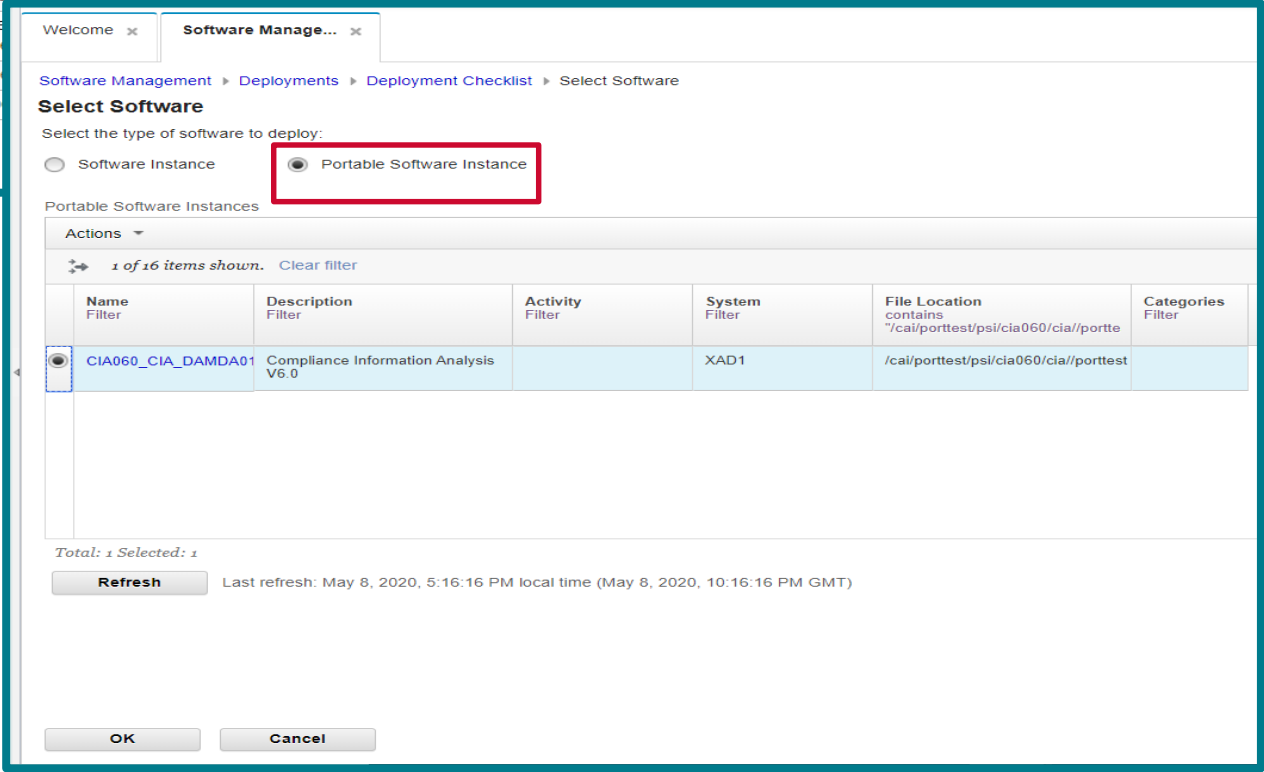 Welcome
Software Manage...
Software Management Deployments Deployment Checklist Select Software
Select Software
Select the type of software to deploy:
Software Instance Portable Software Instance
Portable Software Instances
Actions
1 of 16 items shown. Clear filter
Name Description Activity System File Location Categories
Filter Filter Filter Filter contains Filter
"/cai/porttest/psi/cia060/cia//portte
CIA060_CIA_DAMDA01 Compliance Information Analysis XAD1 /cai/porttest/psi/cia060/cia//porttest
V6.0
Total: 1 Selected: 1
Refresh Last refresh: May 8, 2020, 5:16:16 PM local time (May 8, 2020, 10:16:16 PM GMT)
OK Cancel